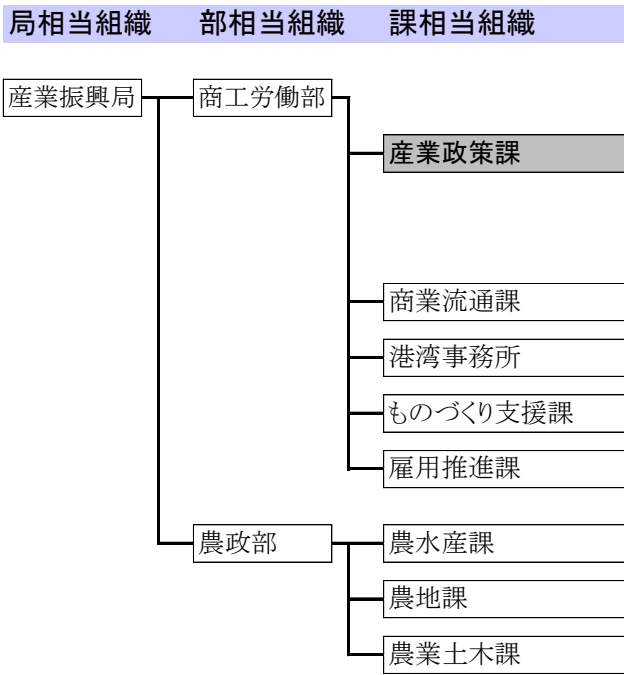 局相当組織 部相当組織 課相当組織
産業振興局 商工労働部
産業政策課
商業流通課
港湾事務所
ものづくり支援課
雇用推進課
農政部 農水産課
農地課
農業土木課